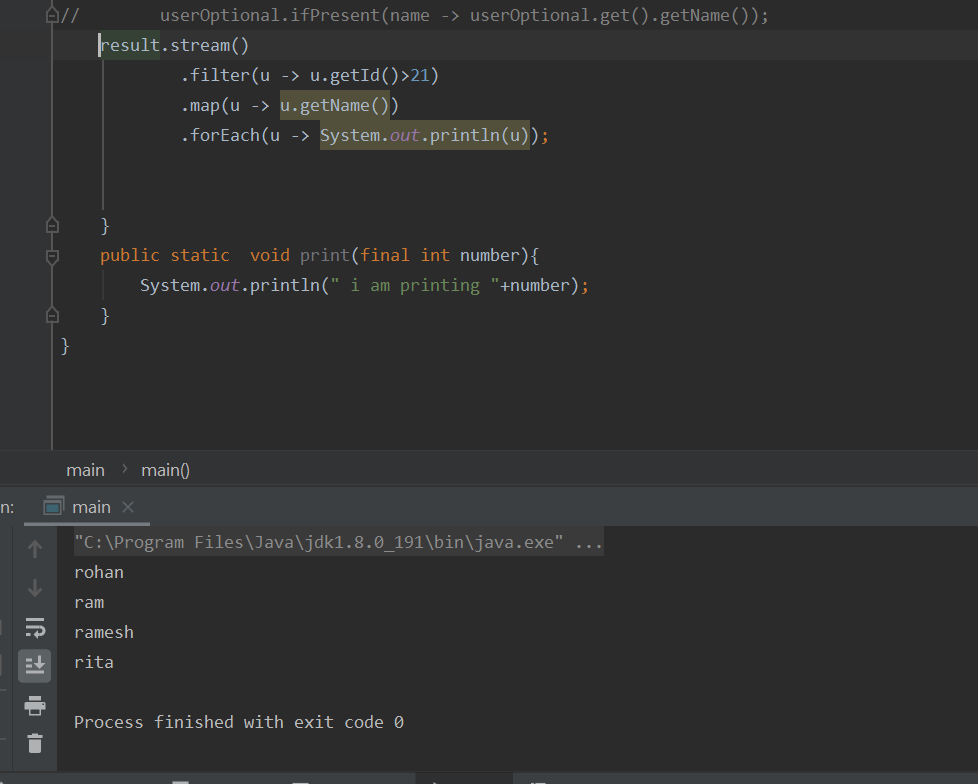 //        userOptional.ifPresent(name -> userOptional.get().getName());
result.stream()
        .filter(u -> u.getId()>21)
        .map(u -> u.getName())
        .forEach(u -> System.out.println(u));
}
public static  void print(final int number){
    System.out.println(" i am printing "+number);
}
}
main > main()
n: main ×
"C:\Program Files\Java\jdk1.8.0_191\bin\java.exe" ...
rohan
ram
ramesh
rita
Process finished with exit code 0